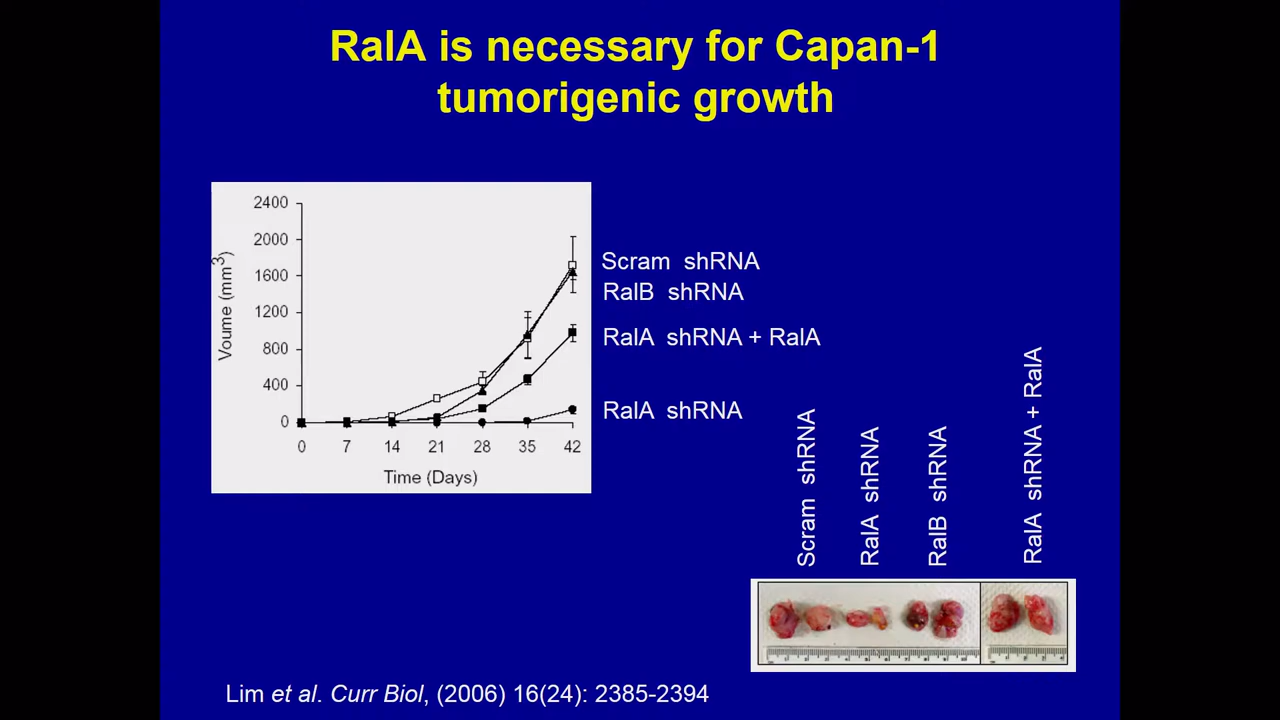 RalA is necessary for Capan-1
tumorigenic growth
2400
2000
1600
1200
800
400
0
Voume (mm3)
0 7 14 21 28 35 42
Time (Days)
Scram shRNA
RalB shRNA
RalA shRNA + RalA
RalA shRNA
Scram shRNA
RalA shRNA
RalB shRNA
RalA shRNA + RalA
Lim et al. Curr Biol, (2006) 16(24): 2385-2394